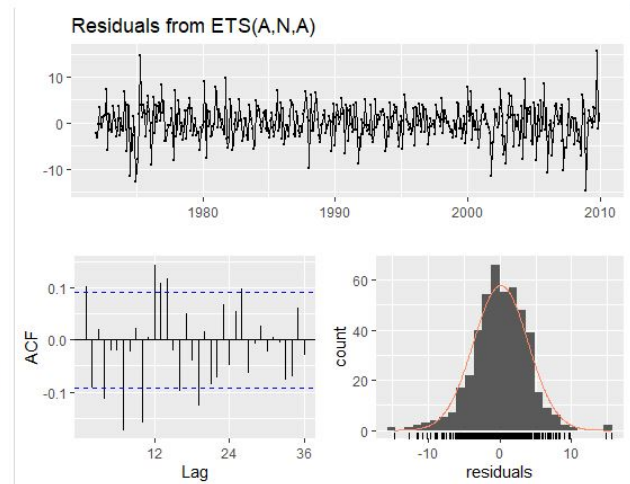 Residuals from ETS(A,N,A)
10
0
-10
1980 1990 2000 2010
0.1
0.0
-0.1
ACF
12 24 36
Lag
60
40
20
0
count
-10 0 10
residuals